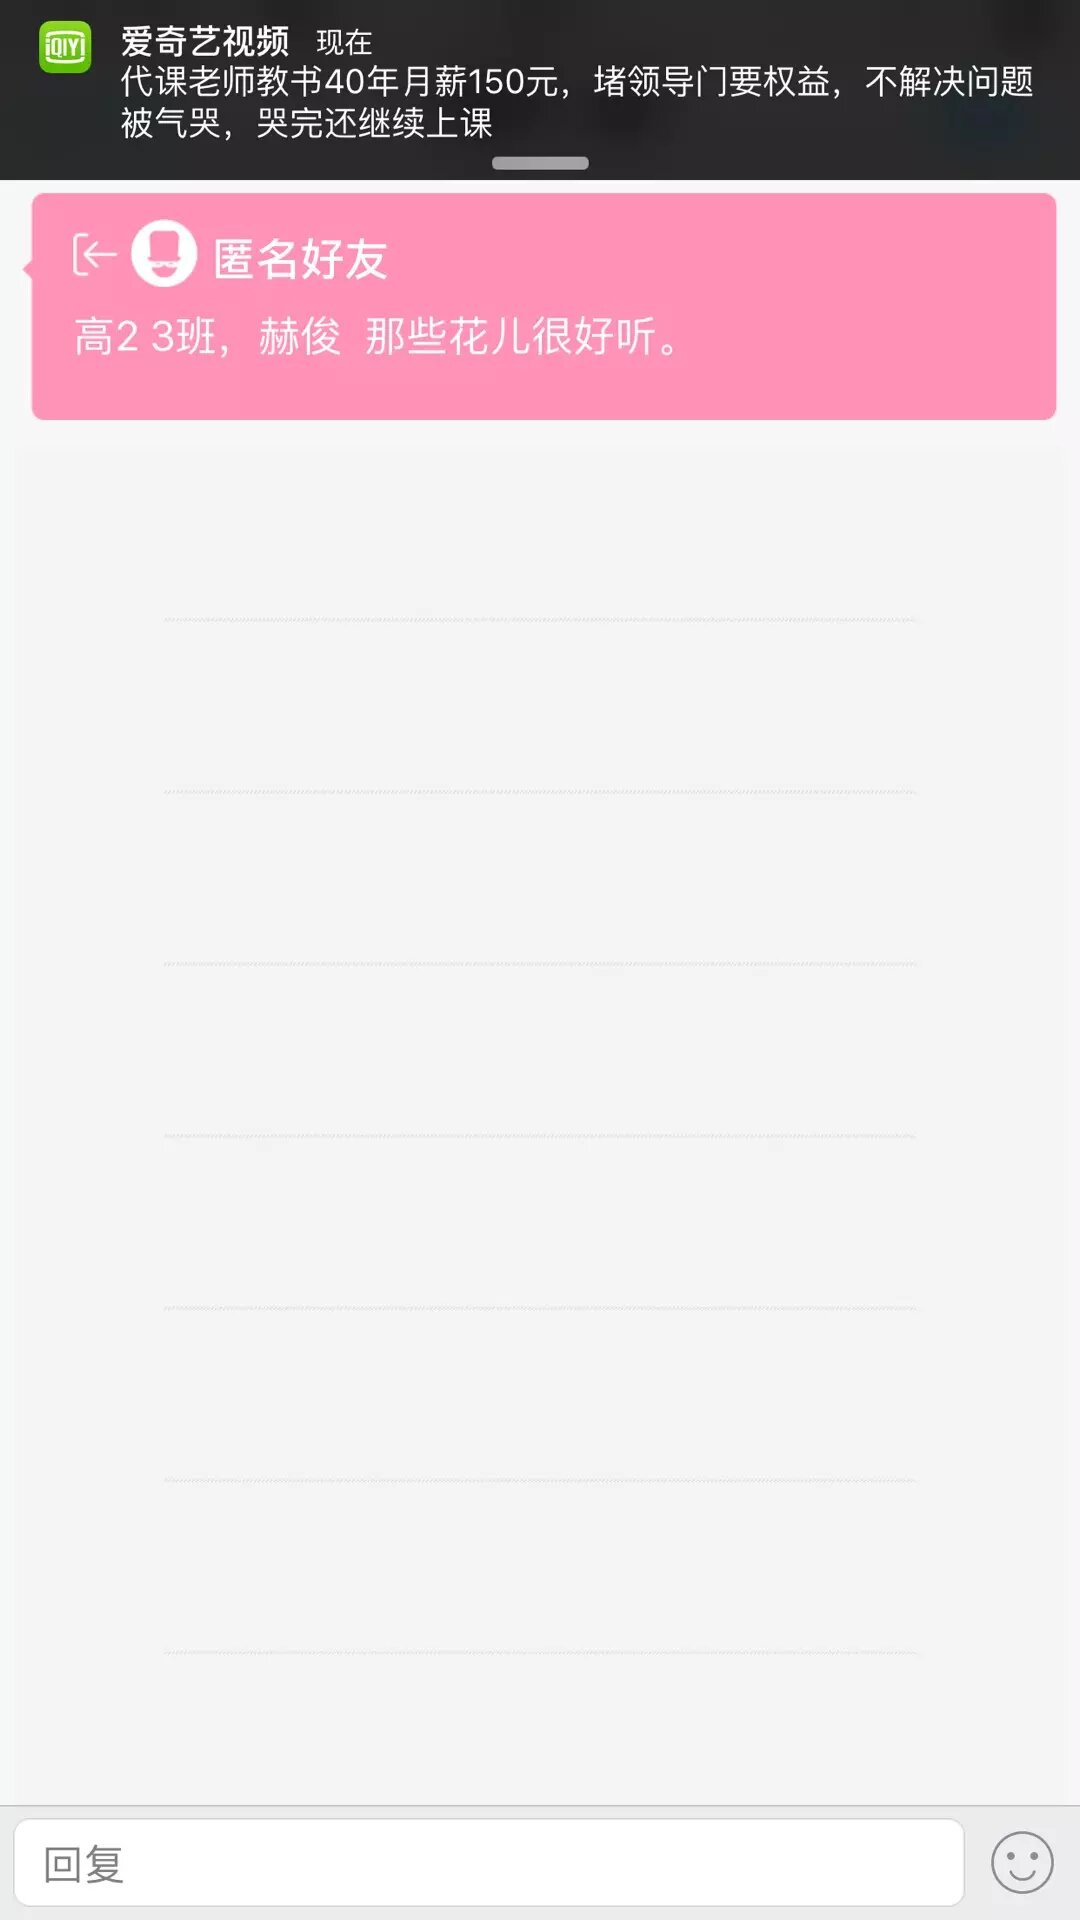 iQIYI
爱奇艺视频 现在
代课老师教书40年月薪150元，堵领导门要权益，不解决问题
被气哭，哭完还继续上课
匿名好友
高2 3班，赫俊 那些花儿很好听。
回复